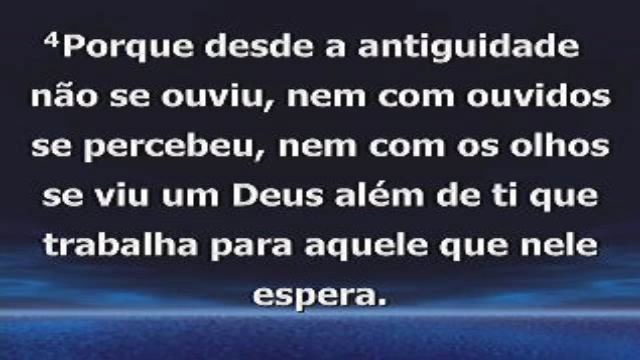 ⁴Porque desde a antiguidade
não se ouviu, nem com ouvidos
se percebeu, nem com os olhos
se viu um Deus além de ti que
trabalha para aquele que nele
espera.